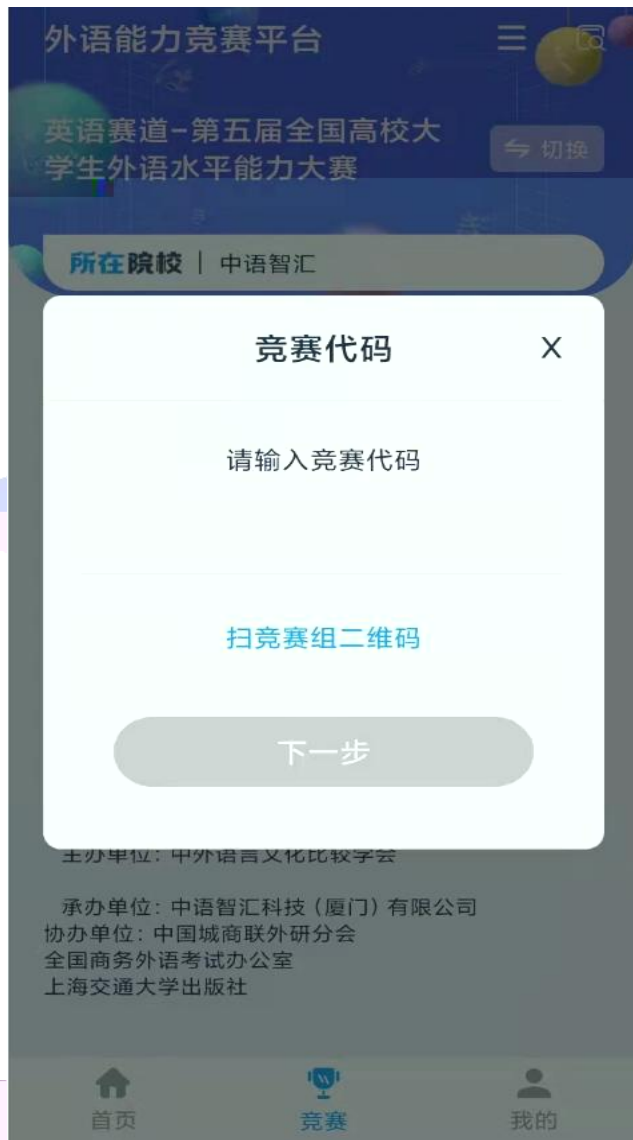 外语能力竞赛平台
英语赛道-第五届全国高校大
学生外语水平能力大赛
切换
所在院校 | 中语智汇
竞赛代码
X
请输入竞赛代码
扫竞赛组二维码
下一步
主办单位: 中外语言文化比较学会
承办单位: 中语智汇科技 (厦门) 有限公司
协办单位: 中国城商联外研分会
全国商务外语考试办公室
上海交通大学出版社
首页
竞赛
我的